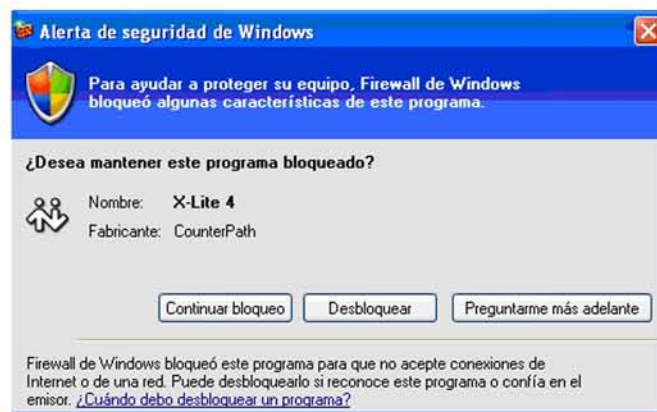 Alerta de seguridad de Windows
Para ayudar a proteger su equipo, Firewall de Windows
bloqueó algunas características de este programa.
¿Desea mantener este programa bloqueado?
Nombre: X-Lite 4
Fabricante: CounterPath
Continuar bloqueo Desbloquear Preguntarme más adelante
Firewall de Windows bloqueó este programa para que no acepte conexiones de
Internet o de una red. Puede desbloquearlo si reconoce este programa o confía en el
emisor. ¿Cuándo debo desbloquear un programa?